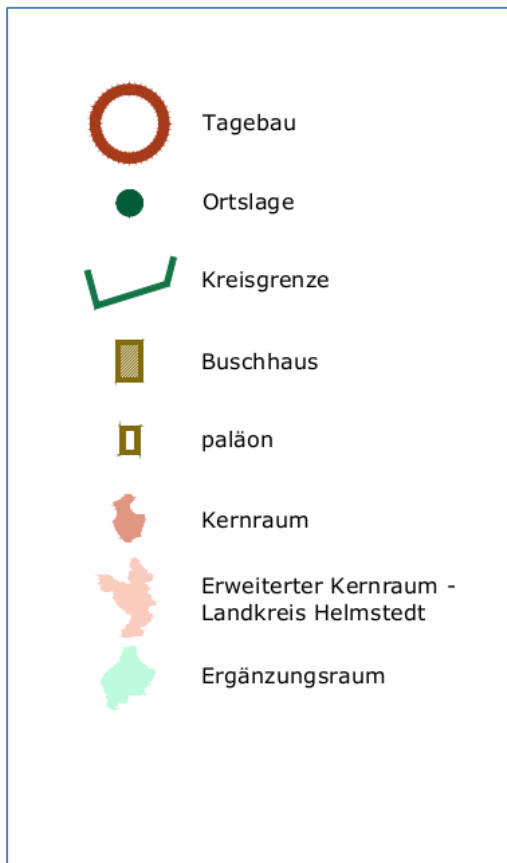 Tagebau
Ortslage
Kreisgrenze
Buschhaus
paläon
Kernraum
Erweiterter Kernraum -
Landkreis Helmstedt
Ergänzungsraum